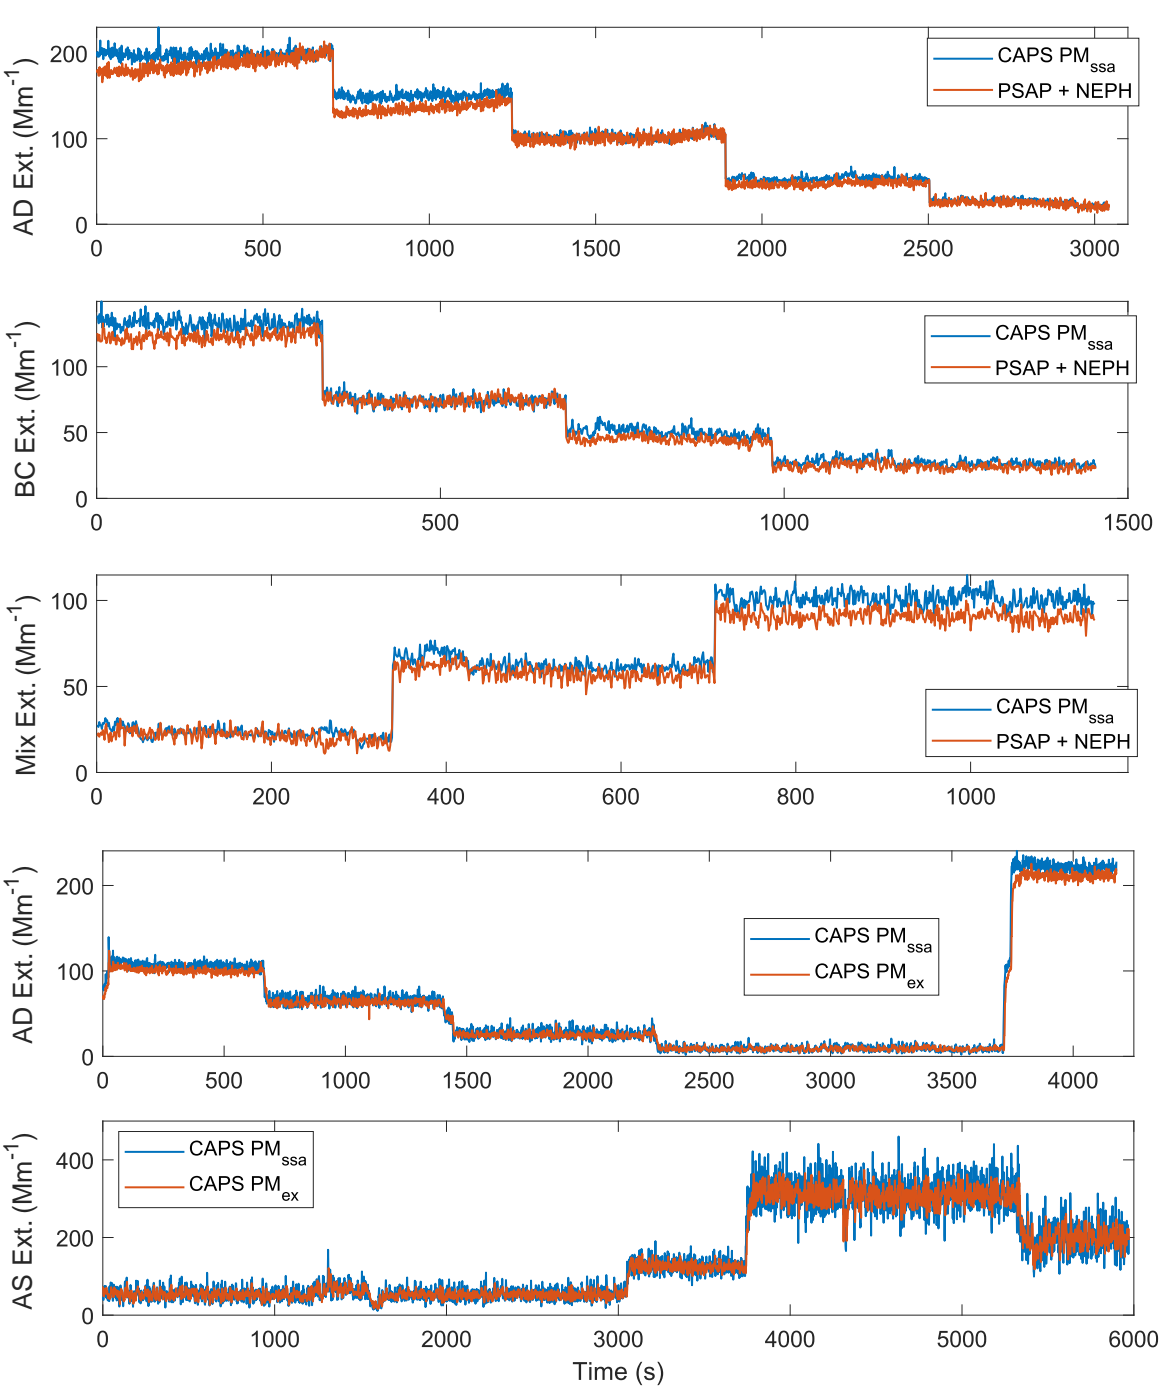 AD Ext. (Mm⁻¹)
200
100
0
CAPS PMssa
PSAP + NEPH
0 500 1000 1500 2000 2500 3000
BC Ext. (Mm⁻¹)
100
50
0
CAPS PMssa
PSAP + NEPH
0 500 1000 1500
Mix Ext. (Mm⁻¹)
100
50
0
CAPS PMssa
PSAP + NEPH
0 200 400 600 800 1000
AD Ext. (Mm⁻¹)
200
100
0
CAPS PMssa
CAPS PMex
0 500 1000 1500 2000 2500 3000 3500 4000
AS Ext. (Mm⁻¹)
400
200
0
CAPS PMssa
CAPS PMex
0 1000 2000 3000 4000 5000 6000
Time (s)